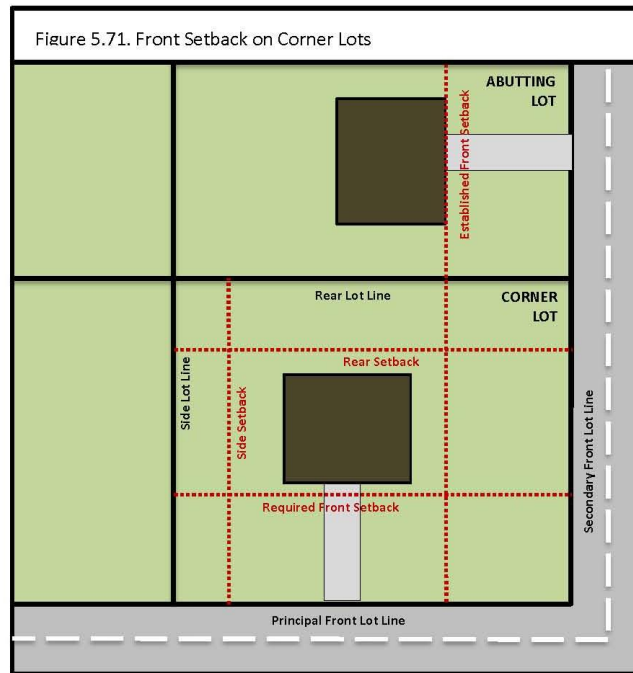 Figure 5.71. Front Setback on Corner Lots
ABUTTING
LOT
Established Front Setback
Rear Lot Line
CORNER
LOT
Rear Setback
Side Lot Line
Side Setback
Required Front Setback
Secondary Front Lot Line
Principal Front Lot Line